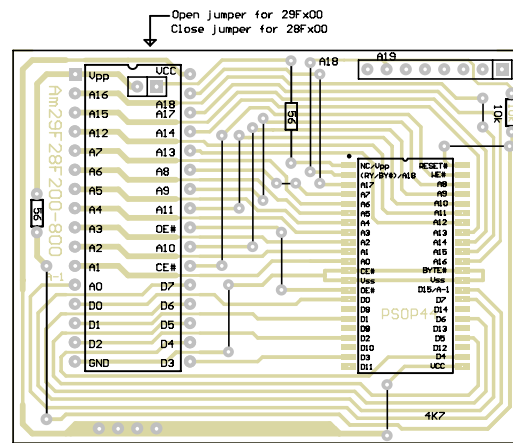 Open jumper for 29Fx00
Close jumper for 28Fx00
A18
A19
Vpp
VCC
A16
A18
A15
A17
A12
A14
A7
A13
A6
A8
A5
A9
A4
A11
A3
OE#
A2
A10
A1
CE#
A0
D7
D0
D6
D1
D5
D2
D4
GND
D3
Am29F28F200-800
56
56
10k
NC/Vpp
RESET#
(RY/BY#)/A18
WE#
A17
A8
A7
A9
A6
A10
A5
A11
A4
A12
A3
A13
A2
A14
A1
A15
A0
A16
CE#
BYTE#
Vss
Vss
OE#
D15/A-1
D0
D7
D8
D14
D1
D6
D9
D13
D2
D5
D10
D12
D3
D4
D11
VCC
PSOP44
4K7